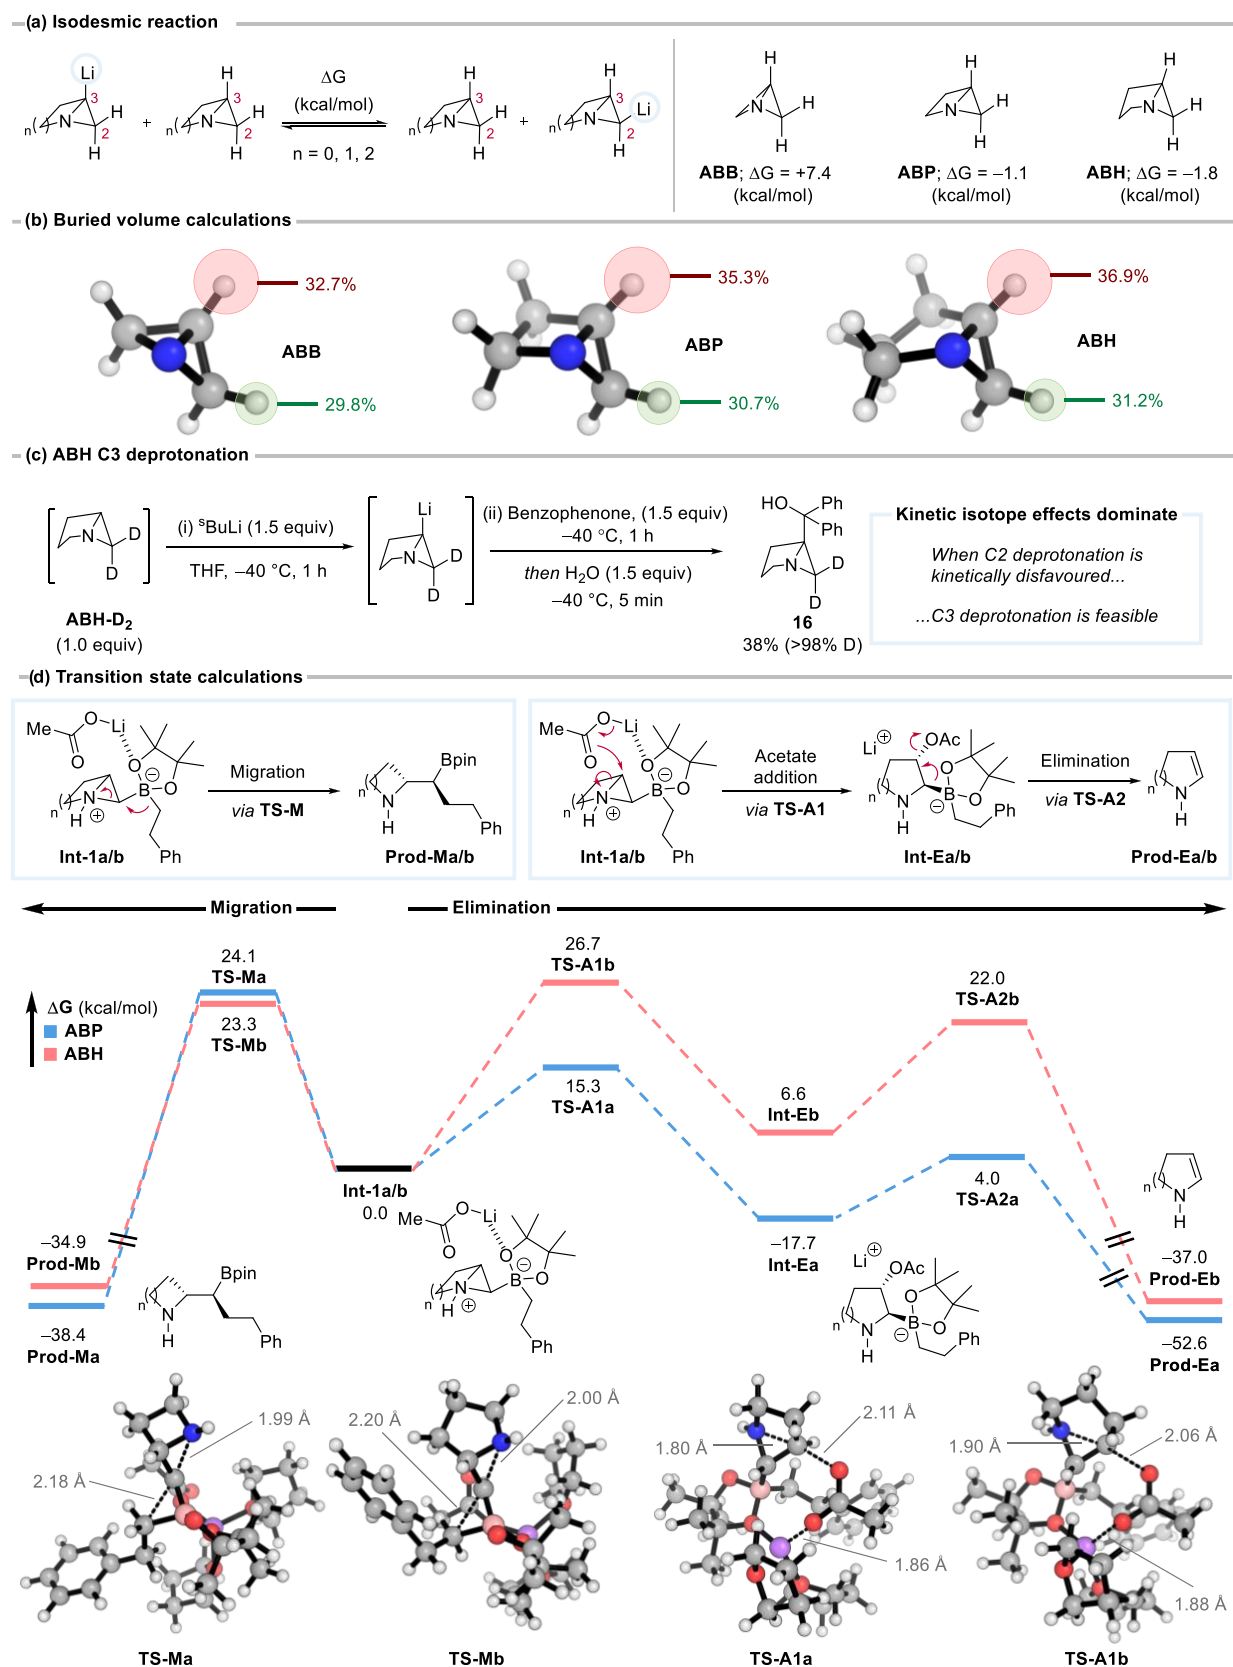 (a) Isodesmic reaction
Li
3
H
n
N
2
H
+
H
3
H
n
N
2
H
ΔG
(kcal/mol)
n = 0, 1, 2
H
3
H
n
N
2
H
+
H
3
Li
n
N
2
H
H
N
H
H
ABB; ΔG = +7.4
(kcal/mol)
H
N
H
H
ABP; ΔG = –1.1
(kcal/mol)
H
N
H
H
ABH; ΔG = –1.8
(kcal/mol)
(b) Buried volume calculations
32.7%
ABB
29.8%
35.3%
ABP
30.7%
36.9%
ABH
31.2%
(c) ABH C3 deprotonation
N
D
D
ABH-D2
(1.0 equiv)
(i) sBuLi (1.5 equiv)
THF, –40 °C, 1 h
Li
N
D
D
(ii) Benzophenone, (1.5 equiv)
–40 °C, 1 h
then H2O (1.5 equiv)
–40 °C, 5 min
HO
Ph
Ph
N
D
D
16
38% (>98% D)
Kinetic isotope effects dominate
When C2 deprotonation is
kinetically disfavoured...
...C3 deprotonation is feasible
(d) Transition state calculations
Me
O
Li
O
O
n
N
H
B
O
Ph
Int-1a/b
Migration
via TS-M
Bpin
n
N
H
Ph
Prod-Ma/b
Me
O
Li
O
O
n
N
H
B
O
Ph
Int-1a/b
Acetate
addition
via TS-A1
Li
OAc
O
n
N
H
B
O
Ph
Int-Ea/b
Elimination
via TS-A2
n
N
H
Prod-Ea/b
Migration
Elimination
24.1
TS-Ma
23.3
TS-Mb
26.7
TS-A1b
22.0
TS-A2b
ΔG (kcal/mol)
ABP
ABH
15.3
TS-A1a
6.6
Int-Eb
4.0
TS-A2a
Int-1a/b
0.0
–17.7
Int-Ea
–34.9
Prod-Mb
–38.4
Prod-Ma
Bpin
n
N
H
Ph
Me
O
Li
O
O
n
N
H
B
O
Ph
Li
OAc
O
n
N
H
B
O
Ph
n
N
H
–37.0
Prod-Eb
–52.6
Prod-Ea
1.99 Å
2.18 Å
TS-Ma
2.00 Å
2.20 Å
TS-Mb
2.11 Å
1.80 Å
1.86 Å
TS-A1a
1.90 Å
2.06 Å
1.88 Å
TS-A1b